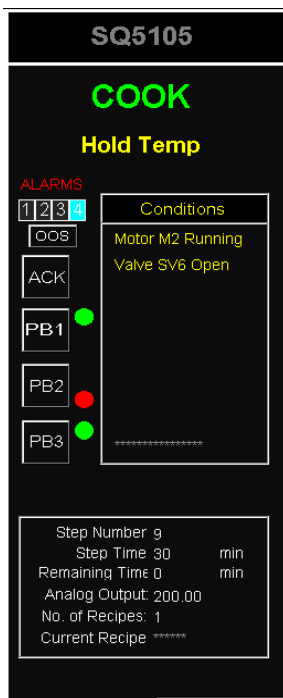 SQ5105
COOK
Hold Temp
ALARMS
1 2 3 4
OOS
ACK
PB1
PB2
PB3
Conditions
Motor M2 Running
Valve SV6 Open
****************
Step Number 9
Step Time 30 min
Remaining Time 0 min
Analog Output: 200.00
No. of Recipes: 1
Current Recipe ******